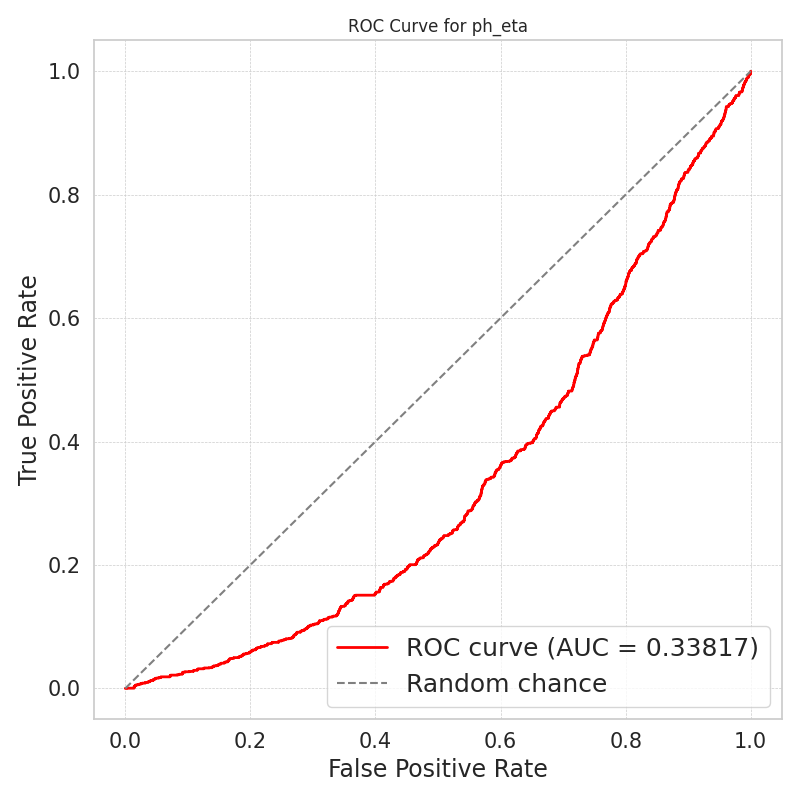 ROC Curve for ph_eta
1.0
0.8
0.6
0.4
0.2
0.0
True Positive Rate
ROC curve (AUC = 0.33817)
Random chance
0.0 0.2 0.4 0.6 0.8 1.0
False Positive Rate